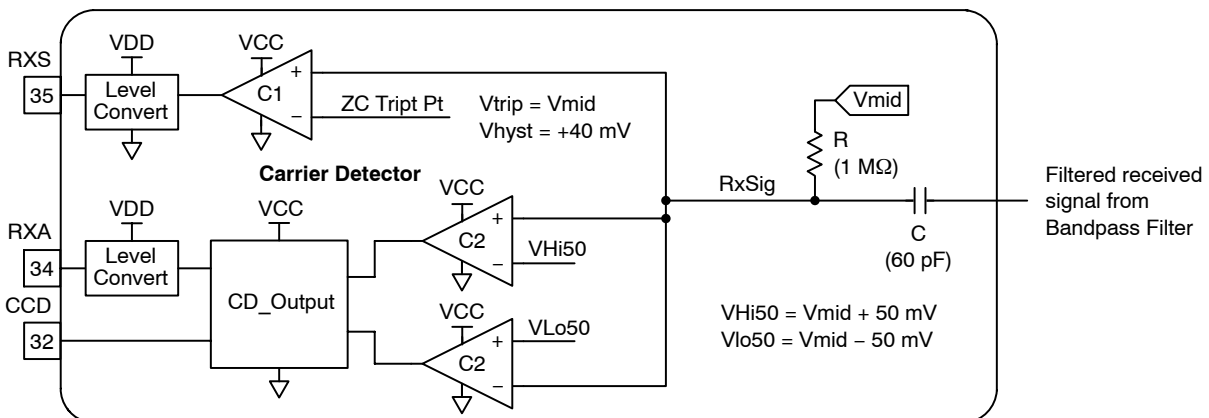 RXS
35
VDD
Level
Convert
VCC
C1
+
−
ZC Tript Pt
Vtrip = Vmid
Vhyst = +40 mV
Vmid
R
(1 MΩ)
Carrier Detector
RxSig
C
(60 pF)
Filtered received
signal from
Bandpass Filter
RXA
34
VDD
Level
Convert
CCD
32
VCC
CD_Output
VCC
C2
+
−
VHi50
VCC
C2
+
−
VLo50
VHi50 = Vmid + 50 mV
Vlo50 = Vmid − 50 mV